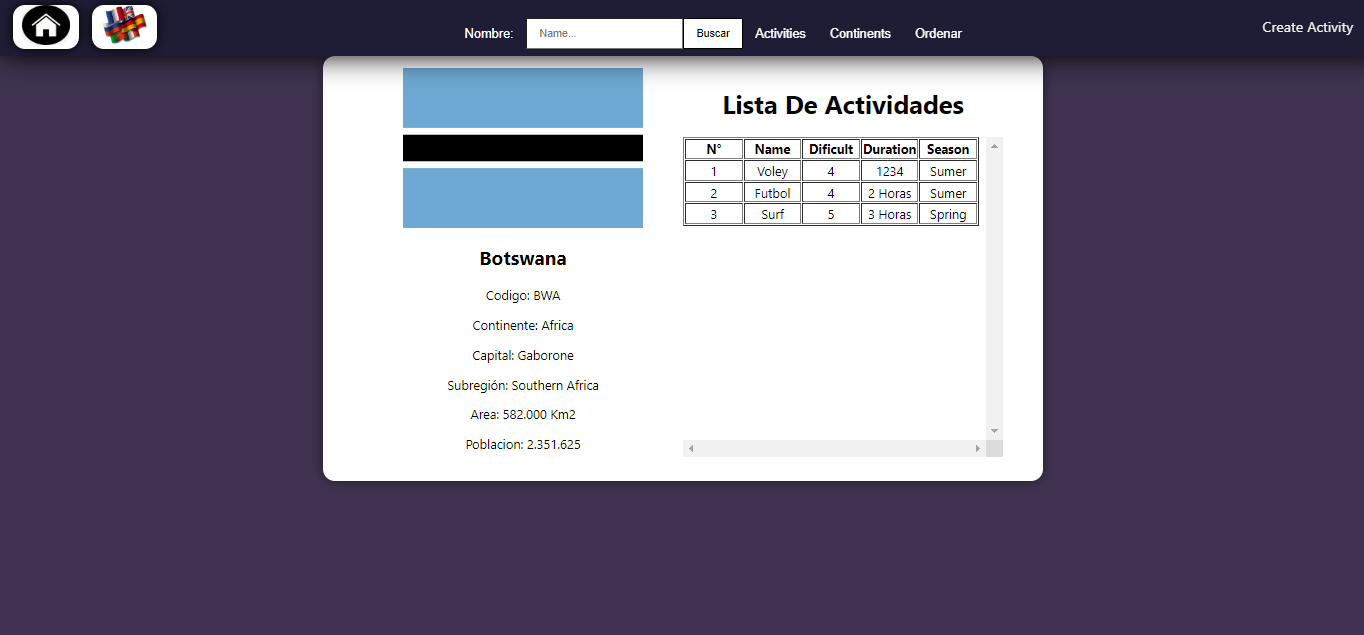 Nombre: Name... Buscar Activities Continents Ordenar Create Activity
Botswana
Codigo: BWA
Continente: Africa
Capital: Gaborone
Subregión: Southern Africa
Area: 582.000 Km2
Poblacion: 2.351.625
Lista De Actividades
N° Name Dificult Duration Season
1 Voley 4 1234 Sumer
2 Futbol 4 2 Horas Sumer
3 Surf 5 3 Horas Spring